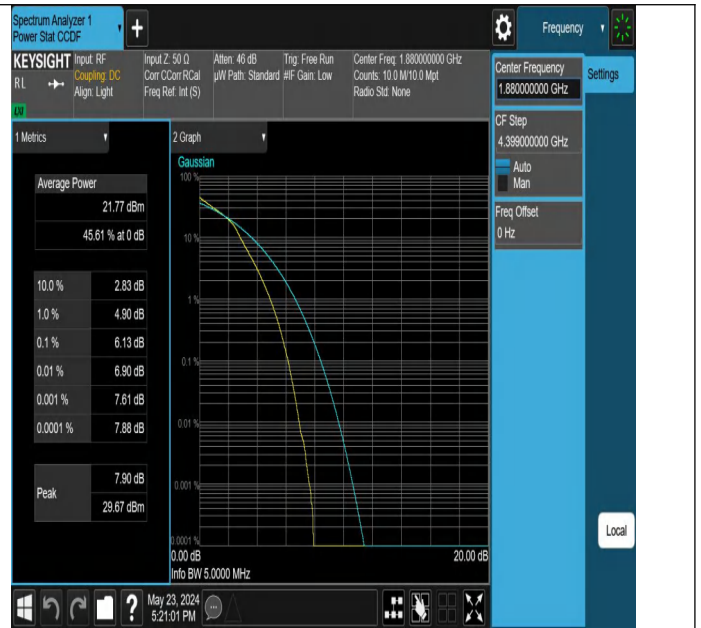 Spectrum Analyzer 1
Power Stat CCDF
Frequency
KEYSIGHT
RL
Input: RF
Coupling: DC
Align: Light
Input Z: 50 Ω
Corr CCorr RCal
Freq Ref: Int (S)
Atten: 46 dB
µW Path: Standard
Trig: Free Run
#IF Gain: Low
Center Freq: 1.880000000 GHz
Counts: 10.0 M/10.0 Mpt
Radio Std: None
Center Frequency
1.880000000 GHz
Settings
CF Step
4.399000000 GHz
Auto
Man
Freq Offset
0 Hz
1 Metrics
Average Power
21.77 dBm
45.61 % at 0 dB
10.0 % 2.83 dB
1.0 % 4.90 dB
0.1 % 6.13 dB
0.01 % 6.90 dB
0.001 % 7.61 dB
0.0001 % 7.88 dB
Peak
7.90 dB
29.67 dBm
2 Graph
Gaussian
100 %
10 %
1 %
0.1 %
0.01 %
0.001 %
0.0001 %
0.00 dB 20.00 dB
Info BW 5.0000 MHz
Local
?
May 23, 2024
5:21:01 PM